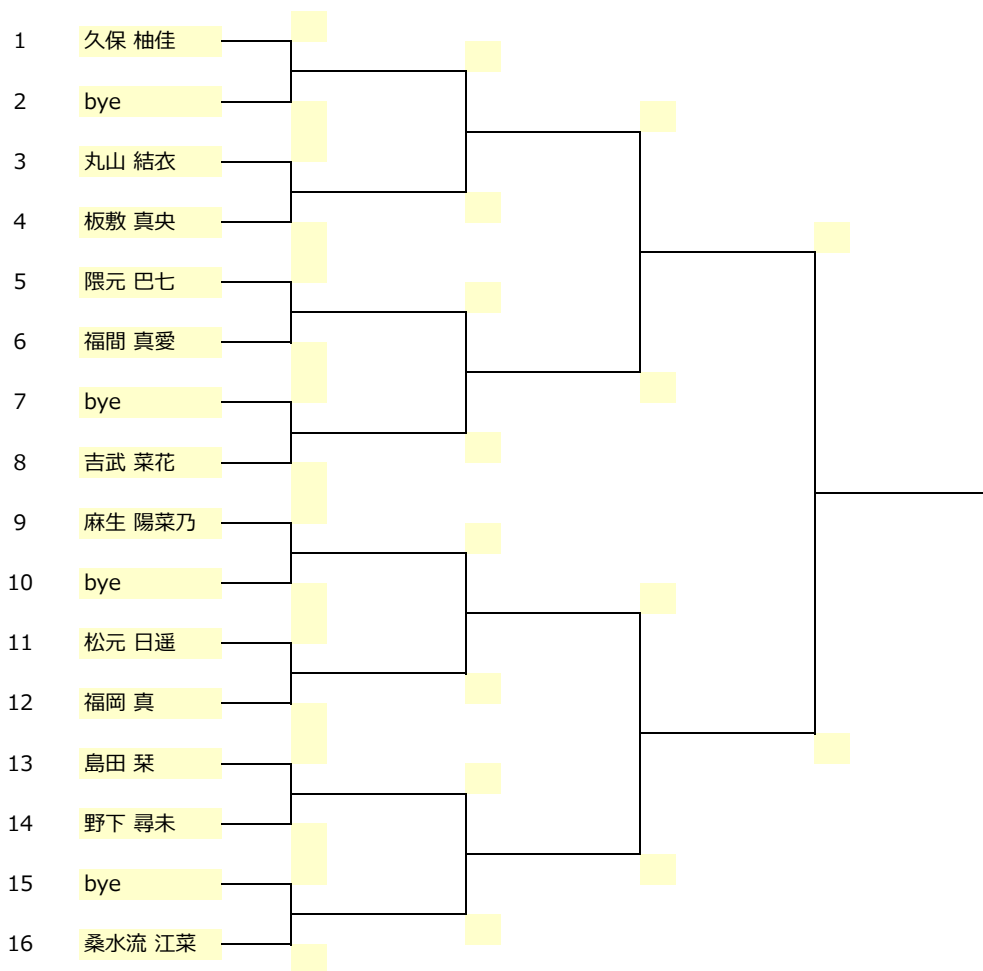 1 久保 柚佳
2 bye
3 丸山 結衣
4 板敷 真央
5 隈元 巴七
6 福間 真愛
7 bye
8 吉武 菜花
9 麻生 陽菜乃
10 bye
11 松元 日遥
12 福岡 真
13 島田 栞
14 野下 尋未
15 bye
16 桑水流 江菜